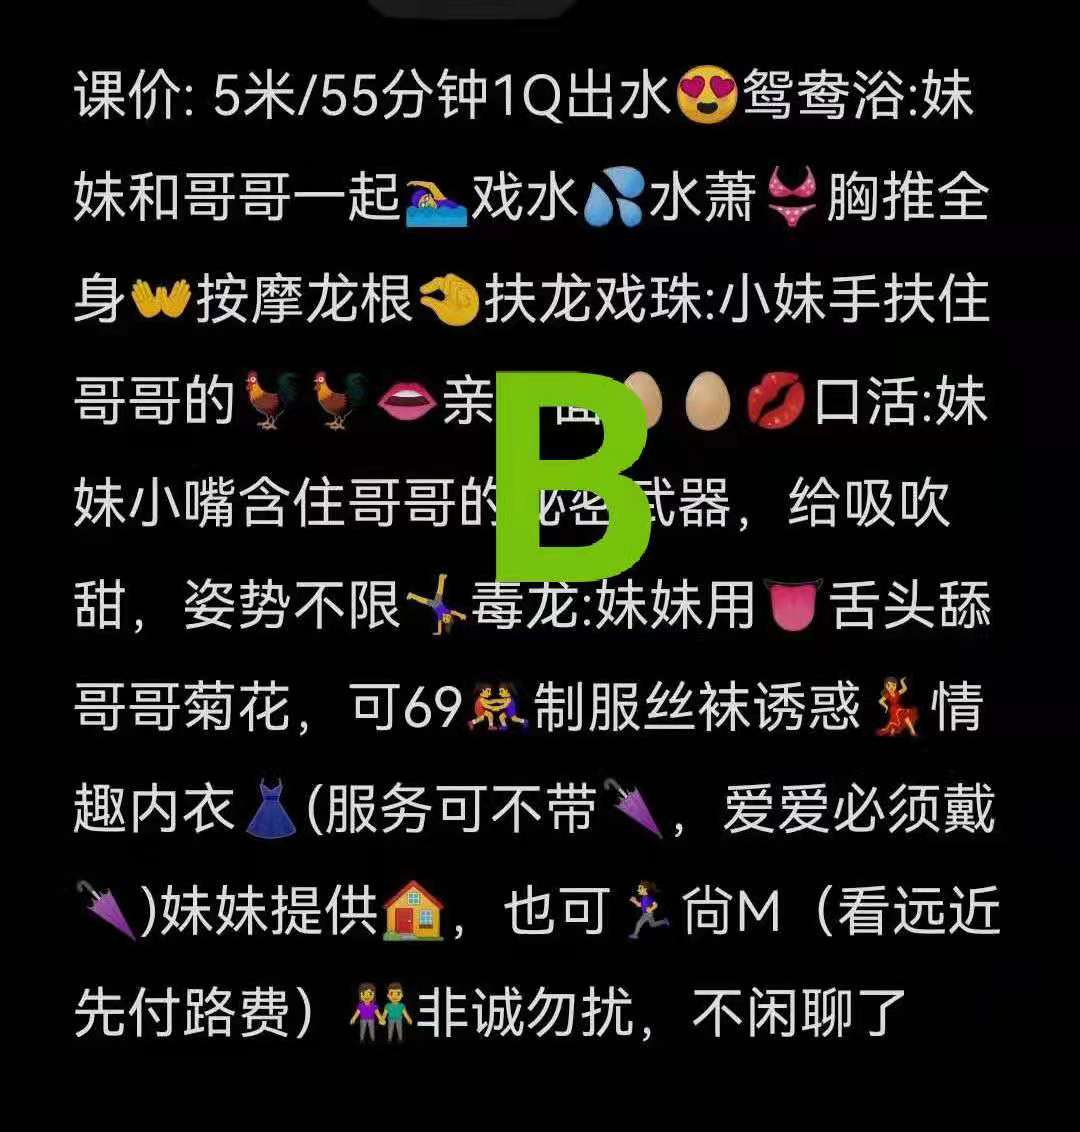 课价: 5米/55分钟1Q出水😍鸳鸯浴:妹
妹和哥哥一起🏊‍♀️戏水💦水萧👙胸推全
身👐按摩龙根🤏扶龙戏珠:小妹手扶住
哥哥的🐓🐓👄亲 面🥚🥚💋口活:妹
妹小嘴含住哥哥的秘密武器，给吸吹
甜，姿势不限🤸‍♀️毒龙:妹妹用👅舌头舔
哥哥菊花，可69👯‍♀️制服丝袜诱惑💃情
趣内衣👗(服务可不带🌂，爱爱必须戴
🌂)妹妹提供🏠，也可🏃‍♀️尙M（看远近
先付路费）👫非诚勿扰，不闲聊了
B